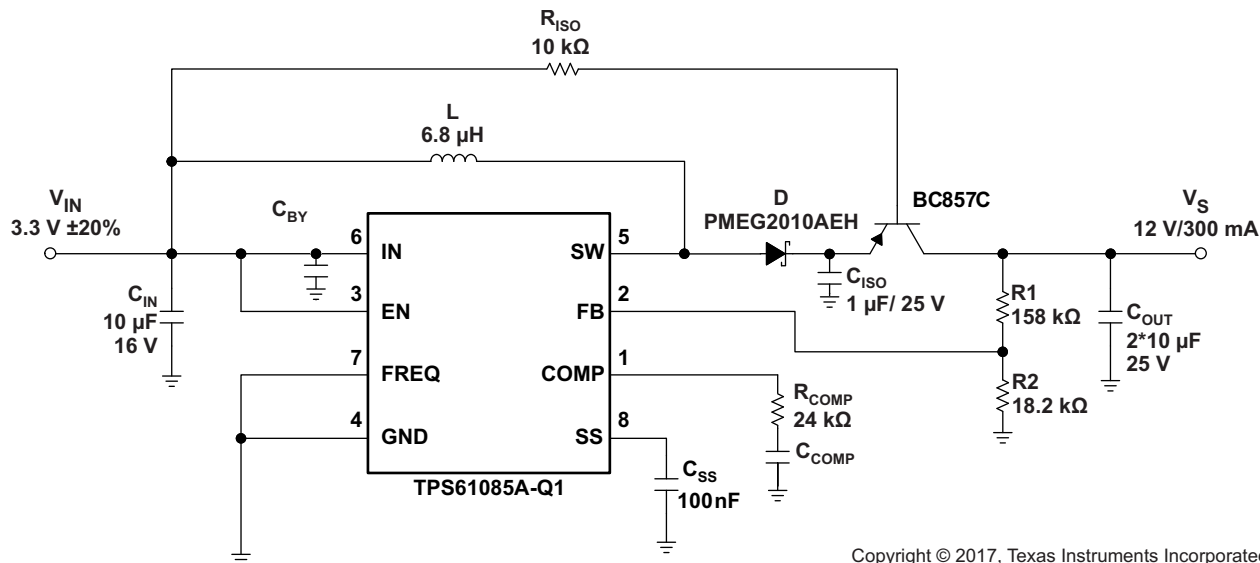 R_ISO
10 kΩ
L
6.8 µH
V_IN
3.3 V ±20%
C_BY
D
PMEG2010AEH
BC857C
V_S
12 V/300 mA
6
IN
SW
5
3
EN
FB
2
7
FREQ
COMP
1
4
GND
SS
8
C_IN
10 µF
16 V
C_ISO
1 µF/ 25 V
R1
158 kΩ
C_OUT
2*10 µF
25 V
R2
18.2 kΩ
R_COMP
24 kΩ
C_COMP
C_SS
100nF
TPS61085A-Q1
Copyright © 2017, Texas Instruments Incorporated